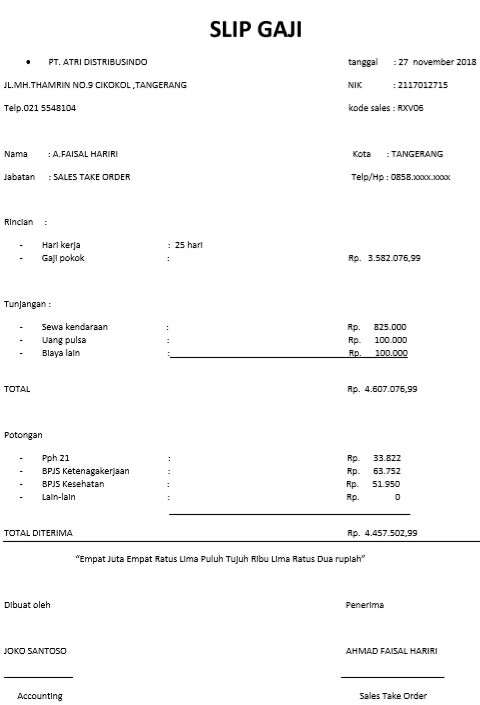 SLIP GAJI
• PT. ATRI DISTRIBUSINDO tanggal : 27 november 2018
JL.MH.THAMRIN NO.9 CIKOKOL ,TANGERANG NIK : 2117012715
Telp.021 5548104 kode sales : RXV06
Nama : A.FAISAL HARIRI Kota : TANGERANG
Jabatan : SALES TAKE ORDER Telp/Hp : 0858.xxxx.xxxx
Rincian :
- Hari kerja : 25 hari
- Gaji pokok : Rp. 3.582.076,99
Tunjangan :
- Sewa kendaraan : Rp. 825.000
- Uang pulsa : Rp. 100.000
- Biaya lain : Rp. 100.000
TOTAL Rp. 4.607.076,99
Potongan
- Pph 21 : Rp. 33.822
- BPJS Ketenagakerjaan : Rp. 63.752
- BPJS Kesehatan : Rp. 51.950
- Lain-lain : Rp. 0
TOTAL DITERIMA Rp. 4.457.502,99
"Empat Juta Empat Ratus Lima Puluh Tujuh Ribu Lima Ratus Dua rupiah"
Dibuat oleh Penerima
JOKO SANTOSO AHMAD FAISAL HARIRI
Accounting Sales Take Order